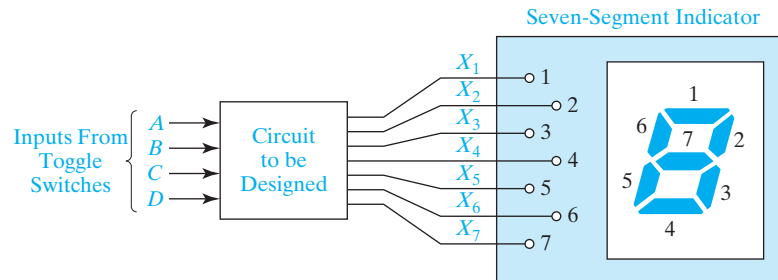 Seven-Segment Indicator
Inputs From
Toggle
Switches
A
B
C
D
Circuit
to be
Designed
X1
X2
X3
X4
X5
X6
X7
1
2
3
4
5
6
7
1
6
7
2
5
3
4